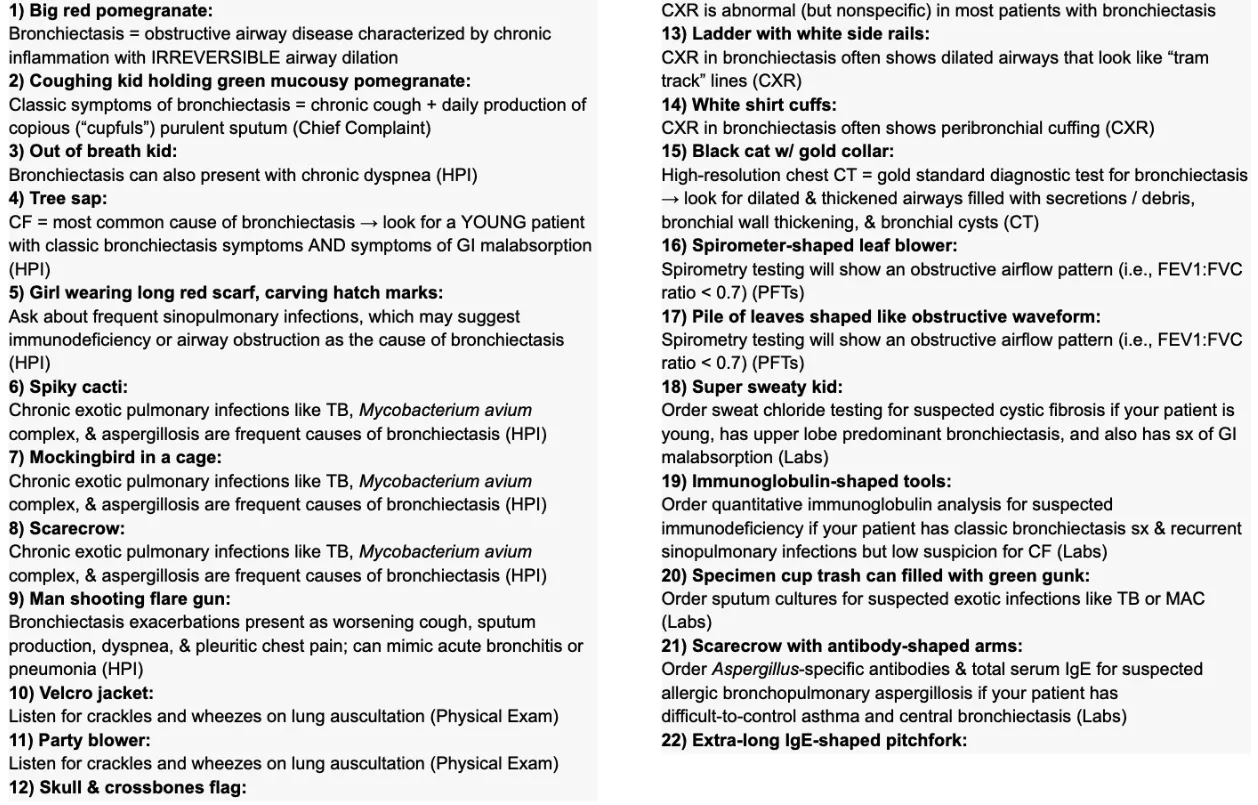 1) Big red pomegranate:
Bronchiectasis = obstructive airway disease characterized by chronic
inflammation with IRREVERSIBLE airway dilation
2) Coughing kid holding green mucousy pomegranate:
Classic symptoms of bronchiectasis = chronic cough + daily production of
copious (“cupfuls”) purulent sputum (Chief Complaint)
3) Out of breath kid:
Bronchiectasis can also present with chronic dyspnea (HPI)
4) Tree sap:
CF = most common cause of bronchiectasis → look for a YOUNG patient
with classic bronchiectasis symptoms AND symptoms of GI malabsorption
(HPI)
5) Girl wearing long red scarf, carving hatch marks:
Ask about frequent sinopulmonary infections, which may suggest
immunodeficiency or airway obstruction as the cause of bronchiectasis
(HPI)
6) Spiky cacti:
Chronic exotic pulmonary infections like TB, Mycobacterium avium
complex, & aspergillosis are frequent causes of bronchiectasis (HPI)
7) Mockingbird in a cage:
Chronic exotic pulmonary infections like TB, Mycobacterium avium
complex, & aspergillosis are frequent causes of bronchiectasis (HPI)
8) Scarecrow:
Chronic exotic pulmonary infections like TB, Mycobacterium avium
complex, & aspergillosis are frequent causes of bronchiectasis (HPI)
9) Man shooting flare gun:
Bronchiectasis exacerbations present as worsening cough, sputum
production, dyspnea, & pleuritic chest pain; can mimic acute bronchitis or
pneumonia (HPI)
10) Velcro jacket:
Listen for crackles and wheezes on lung auscultation (Physical Exam)
11) Party blower:
Listen for crackles and wheezes on lung auscultation (Physical Exam)
12) Skull & crossbones flag:
CXR is abnormal (but nonspecific) in most patients with bronchiectasis
13) Ladder with white side rails:
CXR in bronchiectasis often shows dilated airways that look like “tram
track” lines (CXR)
14) White shirt cuffs:
CXR in bronchiectasis often shows peribronchial cuffing (CXR)
15) Black cat w/ gold collar:
High-resolution chest CT = gold standard diagnostic test for bronchiectasis
→ look for dilated & thickened airways filled with secretions / debris,
bronchial wall thickening, & bronchial cysts (CT)
16) Spirometer-shaped leaf blower:
Spirometry testing will show an obstructive airflow pattern (i.e., FEV1:FVC
ratio < 0.7) (PFTs)
17) Pile of leaves shaped like obstructive waveform:
Spirometry testing will show an obstructive airflow pattern (i.e., FEV1:FVC
ratio < 0.7) (PFTs)
18) Super sweaty kid:
Order sweat chloride testing for suspected cystic fibrosis if your patient is
young, has upper lobe predominant bronchiectasis, and also has sx of GI
malabsorption (Labs)
19) Immunoglobulin-shaped tools:
Order quantitative immunoglobulin analysis for suspected
immunodeficiency if your patient has classic bronchiectasis sx & recurrent
sinopulmonary infections but low suspicion for CF (Labs)
20) Specimen cup trash can filled with green gunk:
Order sputum cultures for suspected exotic infections like TB or MAC
(Labs)
21) Scarecrow with antibody-shaped arms:
Order Aspergillus-specific antibodies & total serum IgE for suspected
allergic bronchopulmonary aspergillosis if your patient has
difficult-to-control asthma and central bronchiectasis (Labs)
22) Extra-long IgE-shaped pitchfork: